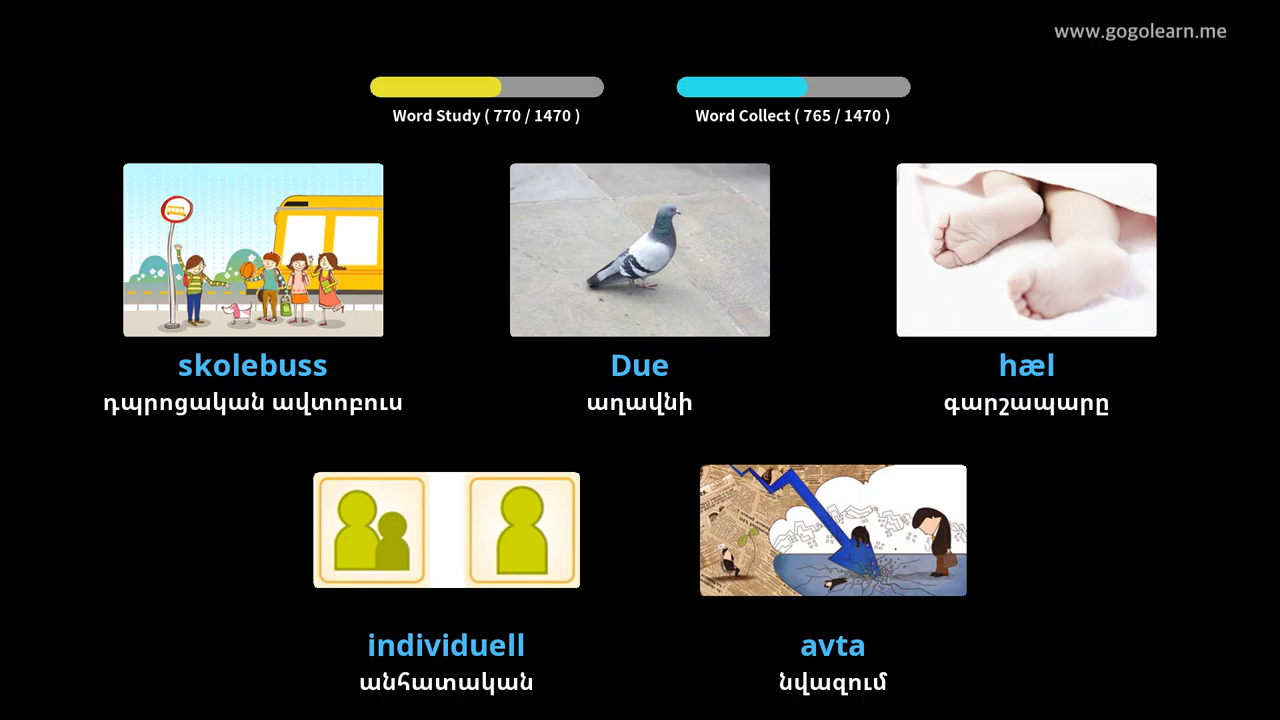 www.gogolearn.me
Word Study ( 770 / 1470 )
Word Collect ( 765 / 1470 )
skolebuss
դպրոցական ավտոբուս
Due
աղավնի
hæl
գարշապարը
individuell
անհատական
avta
նվազում